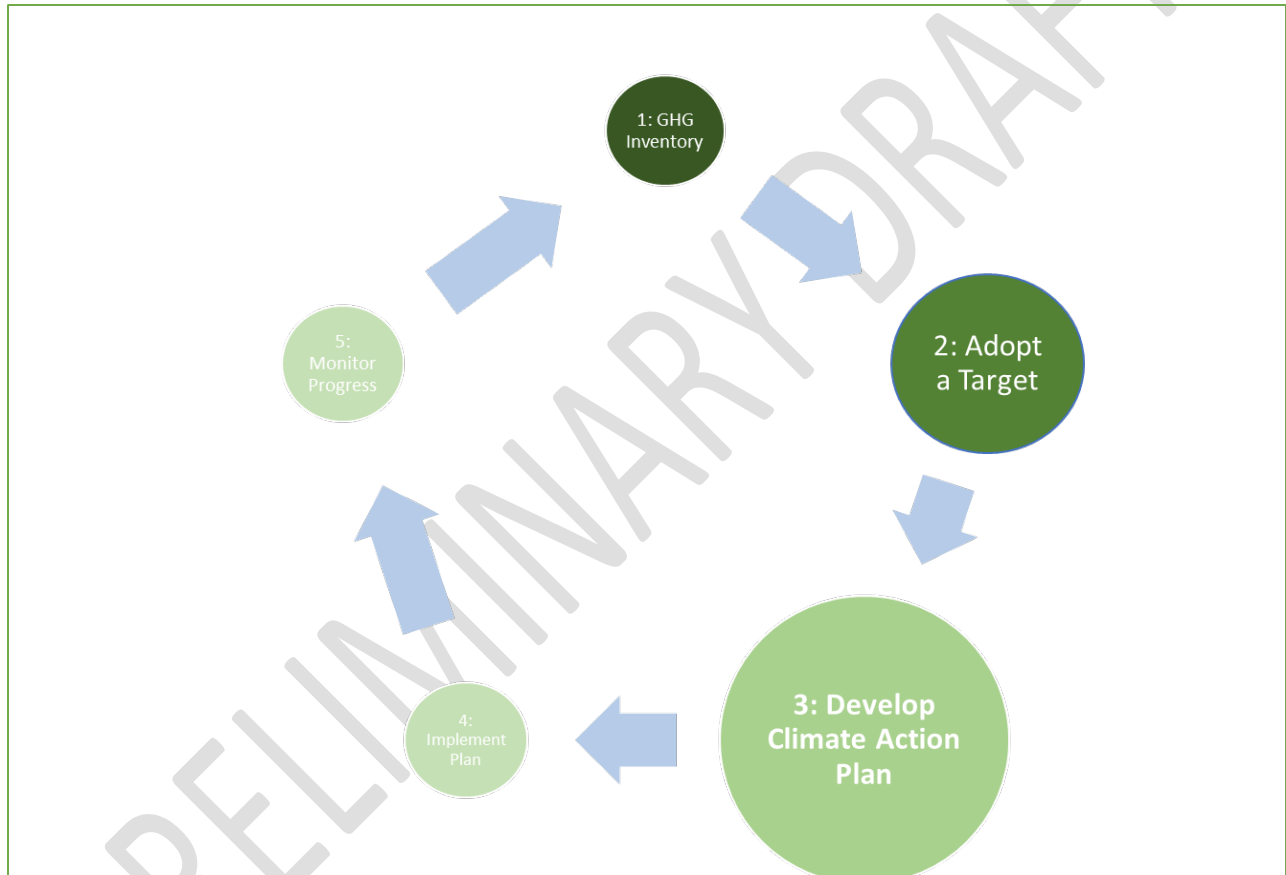 1: GHG
Inventory
2: Adopt
a Target
3: Develop
Climate Action
Plan
4:
Implement
Plan
5:
Monitor
Progress
PRELIMINARY DRAFT